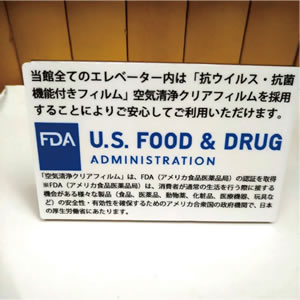 当館全てのエレベーター内は「抗ウイルス・抗菌
機能付きフィルム」空気清浄クリアフィルムを採用
することによりご安心してご利用いただけます。
FDA U.S. FOOD & DRUG
ADMINISTRATION
「空気清浄クリアフィルム」は、FDA（アメリカ食品医薬品局）の認証を取得
※FDA（アメリカ食品医薬品局）は、消費者が通常の生活を行う際に接する
機会がある様々な製品（食品、医薬品、動物薬、化粧品、医療機器、玩具な
ど）の安全性・有効性を確保するためのアメリカ合衆国の政府機関で、日本
の厚生労働省にあたります。